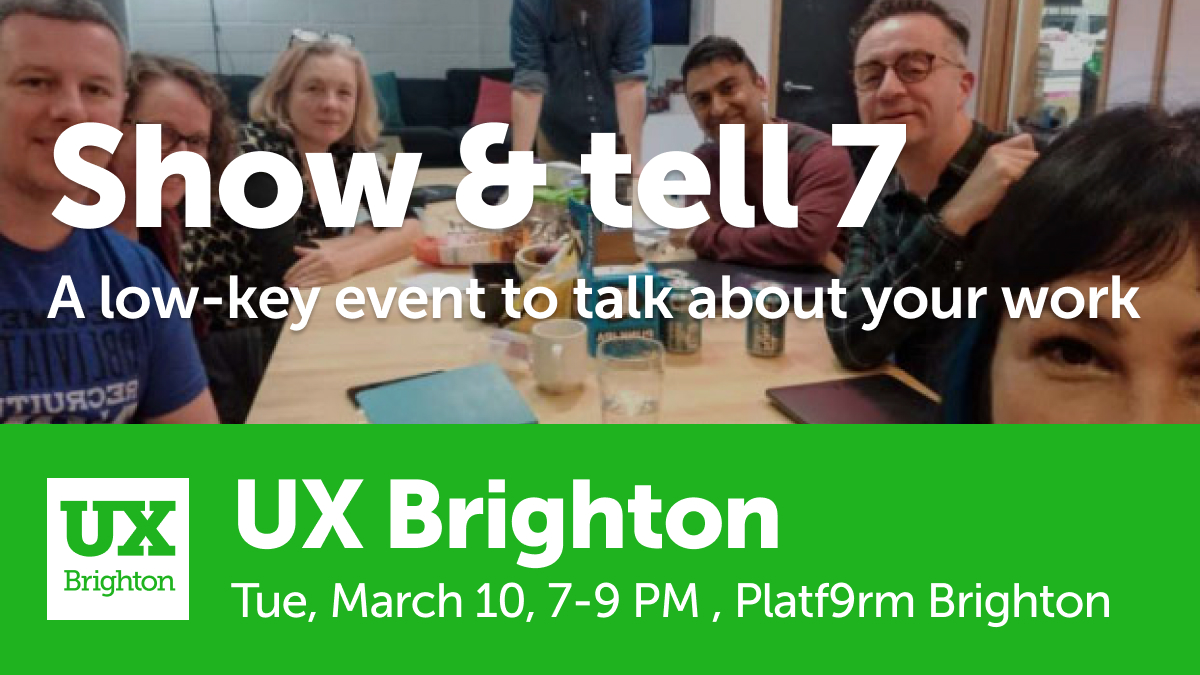 Show & tell 7
A low-key event to talk about your work
UX
Brighton
UX Brighton
Tue, March 10, 7-9 PM , Platf9rm Brighton